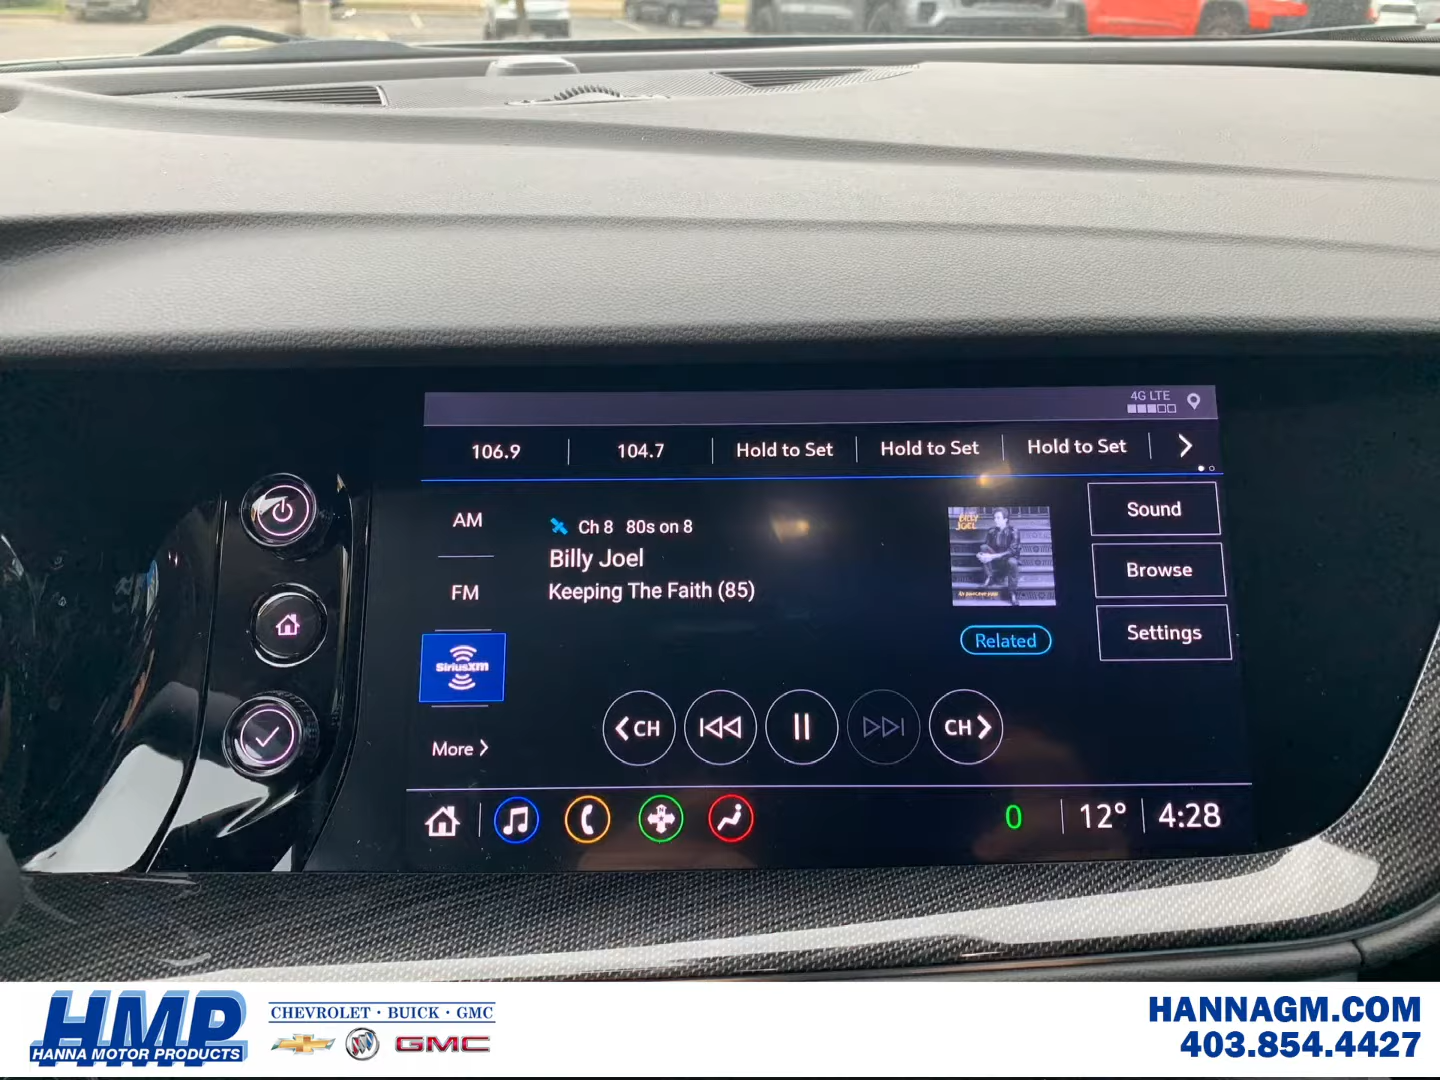 4G LTE
106.9 104.7 Hold to Set Hold to Set Hold to Set
AM
FM
SiriusXM
More
Ch 8 80s on 8
Billy Joel
Keeping The Faith (85)
BILLY
JOEL
Related
Sound
Browse
Settings
CH CH
0 12° 4:28
HMP
HANNA MOTOR PRODUCTS
CHEVROLET · BUICK · GMC
GMC
HANNAGM.COM
403.854.4427